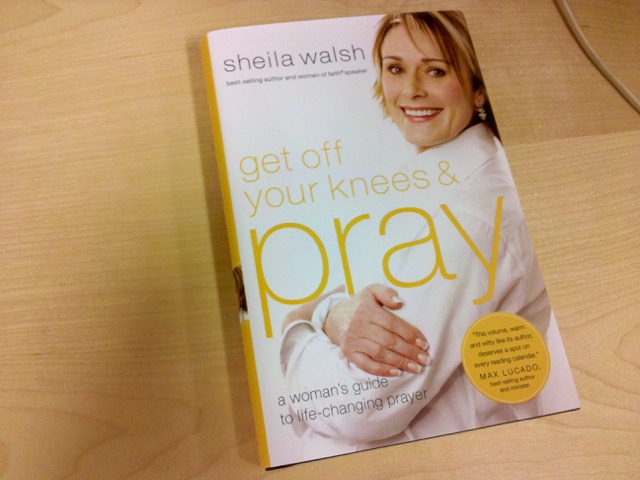 sheila walsh
best-selling author and women of faith® speaker
get off
your knees &
pray
"This volume, warm
and witty like its author,
deserves a spot on
every reading calendar."
MAX LUCADO,
best-selling author
and minister
a woman's guide
to life-changing prayer